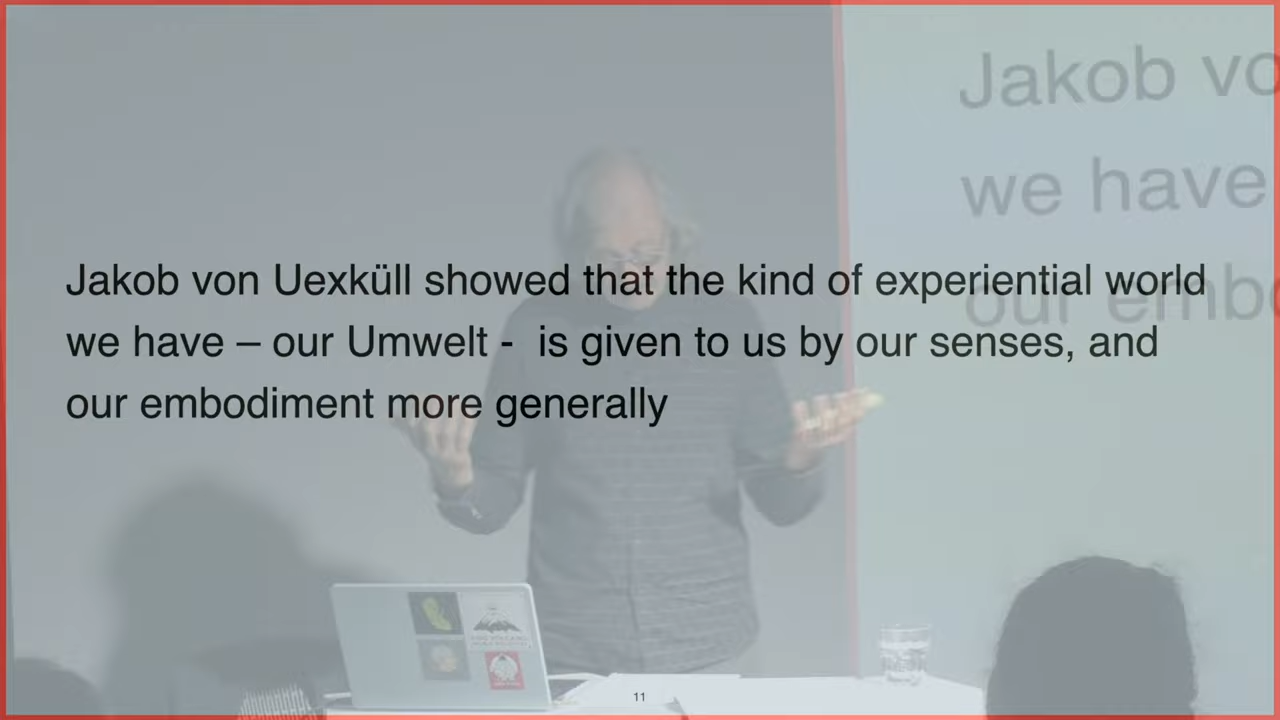 Jakob vo
we have
our embo
Jakob von Uexküll showed that the kind of experiential world
we have – our Umwelt -  is given to us by our senses, and
our embodiment more generally
11